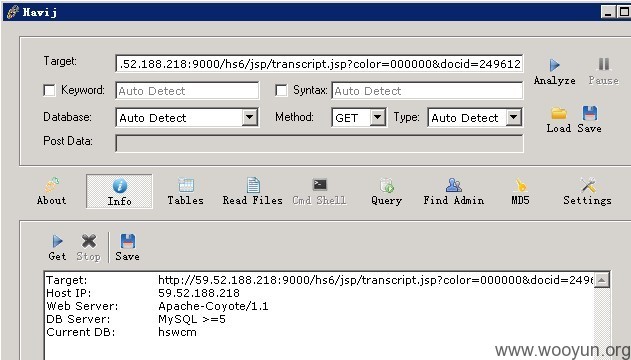 Havij
Target: .52.188.218:9000/hs6/jsp/transcript.jsp?color=000000&docid=249612
Analyze Pause
Keyword: Auto Detect Syntax: Auto Detect
Database: Auto Detect Method: GET Type: Auto Detect
Load Save
Post Data:
About Info Tables Read Files Cmd Shell Query Find Admin MD5 Settings
Get Stop Save
Target: http://59.52.188.218:9000/hs6/jsp/transcript.jsp?color=000000&docid=2496
Host IP: 59.52.188.218
Web Server: Apache-Coyote/1.1
DB Server: MySQL >=5
Current DB: hswcm
www.wooyun.org